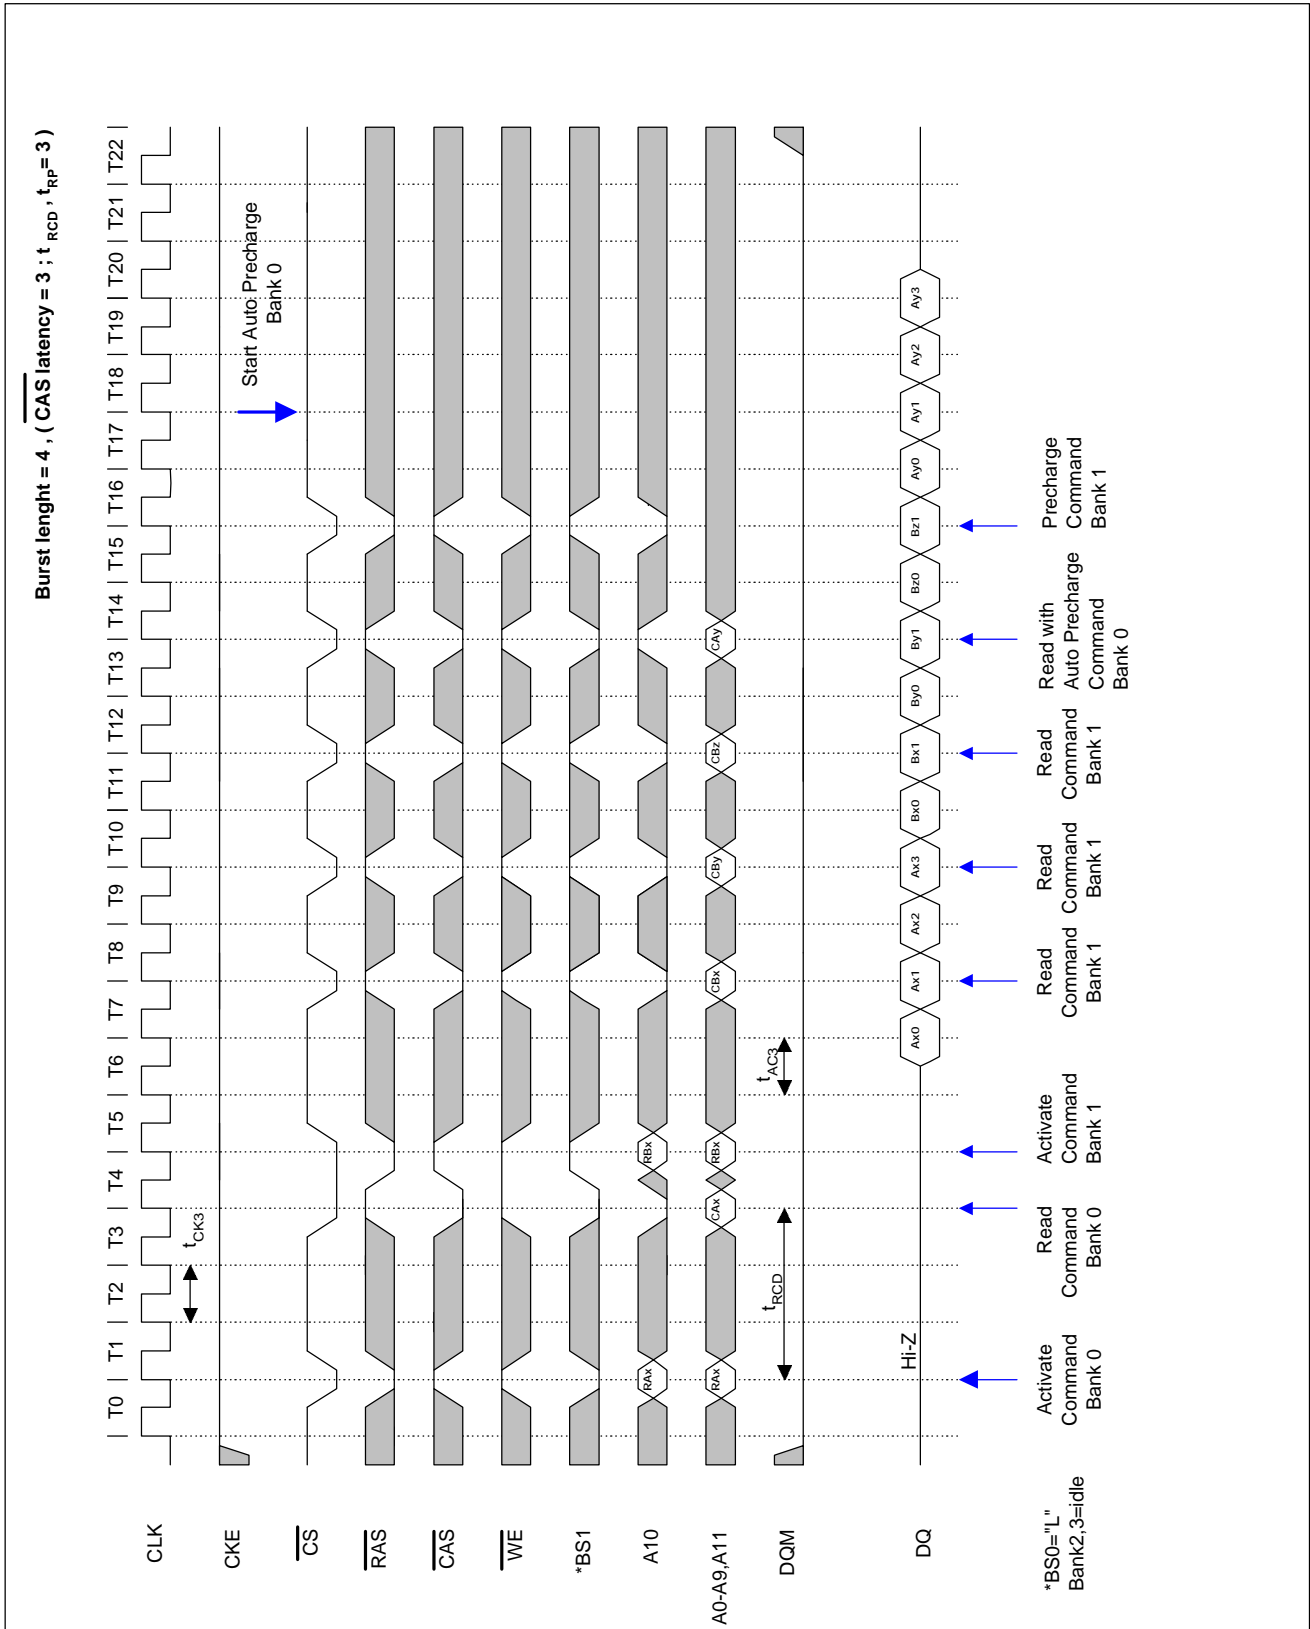 Burst lenght = 4 , ( CAS latency = 3 ; t RCD , tRP= 3 )
T0 T1 T2 T3 T4 T5 T6 T7 T8 T9 T10 T11 T12 T13 T14 T15 T16 T17 T18 T19 T20 T21 T22
CLK
tCK3
CKE
Start Auto Precharge
Bank 0
CS
RAS
CAS
WE
*BS1
A10
RAx RBx
A0-A9,A11
RAx CAx RBx CBx CBy CBz CAy
DQM
tRCD
tAC3
DQ
Hi-Z
Ax0 Ax1 Ax2 Ax3 Bx0 Bx1 By0 By1 Bz0 Bz1 Ay0 Ay1 Ay2 Ay3
*BS0="L"
Bank2,3=idle
Activate
Command
Bank 0
Read
Command
Bank 0
Activate
Command
Bank 1
Read
Command
Bank 1
Read
Command
Bank 1
Read
Command
Bank 1
Read with
Auto Precharge
Command
Bank 0
Precharge
Command
Bank 1